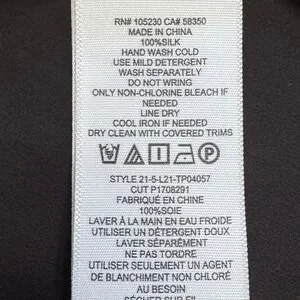 RN# 105230 CA# 58350
MADE IN CHINA
100%SILK
HAND WASH COLD
USE MILD DETERGENT
WASH SEPARATELY
DO NOT WRING
ONLY NON-CHLORINE BLEACH IF
NEEDED
LINE DRY
COOL IRON IF NEEDED
DRY CLEAN WITH COVERED TRIMS
P
STYLE 21-5-L21-TP04057
CUT P1708291
FABRIQUÉ EN CHINE
100%SOIE
LAVER À LA MAIN EN EAU FROIDE
UTILISER UN DÉTERGENT DOUX
LAVER SÉPARÉMENT
NE PAS TORDRE
UTILISER SEULEMENT UN AGENT
DE BLANCHIMENT NON CHLORÉ
AU BESOIN
SÉCHER SUR FIL